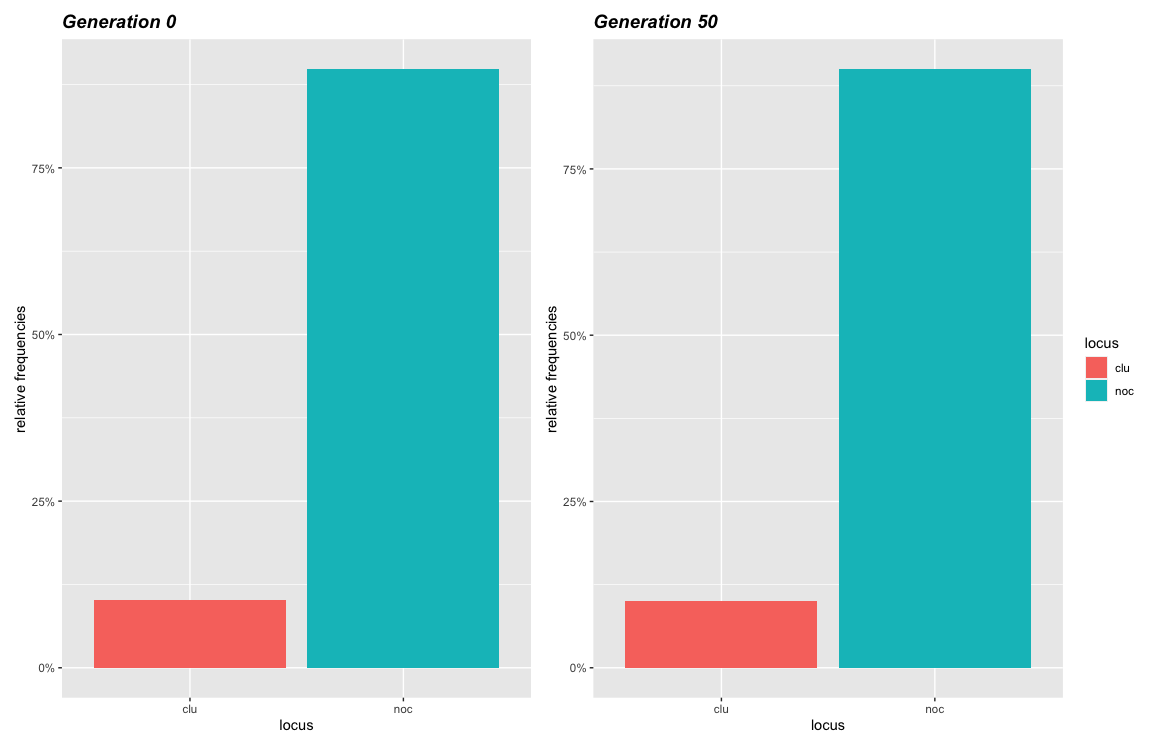 Generation 0
relative frequencies
75%
50%
25%
0%
clu
noc
locus
Generation 50
relative frequencies
75%
50%
25%
0%
clu
noc
locus
locus
clu
noc